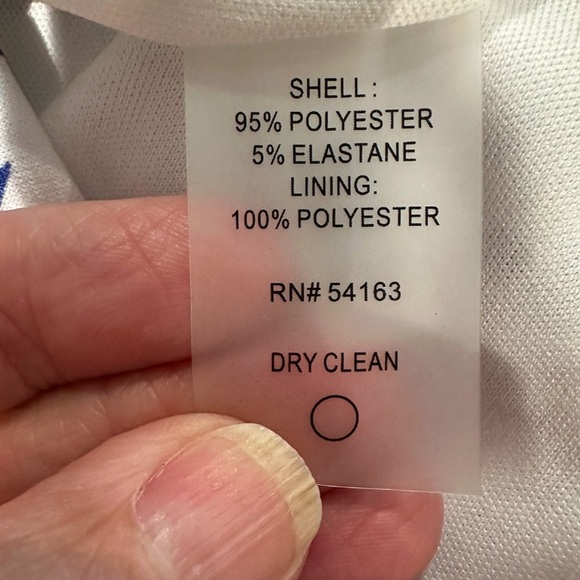 SHELL :
95% POLYESTER
5% ELASTANE
LINING:
100% POLYESTER
RN# 54163
DRY CLEAN